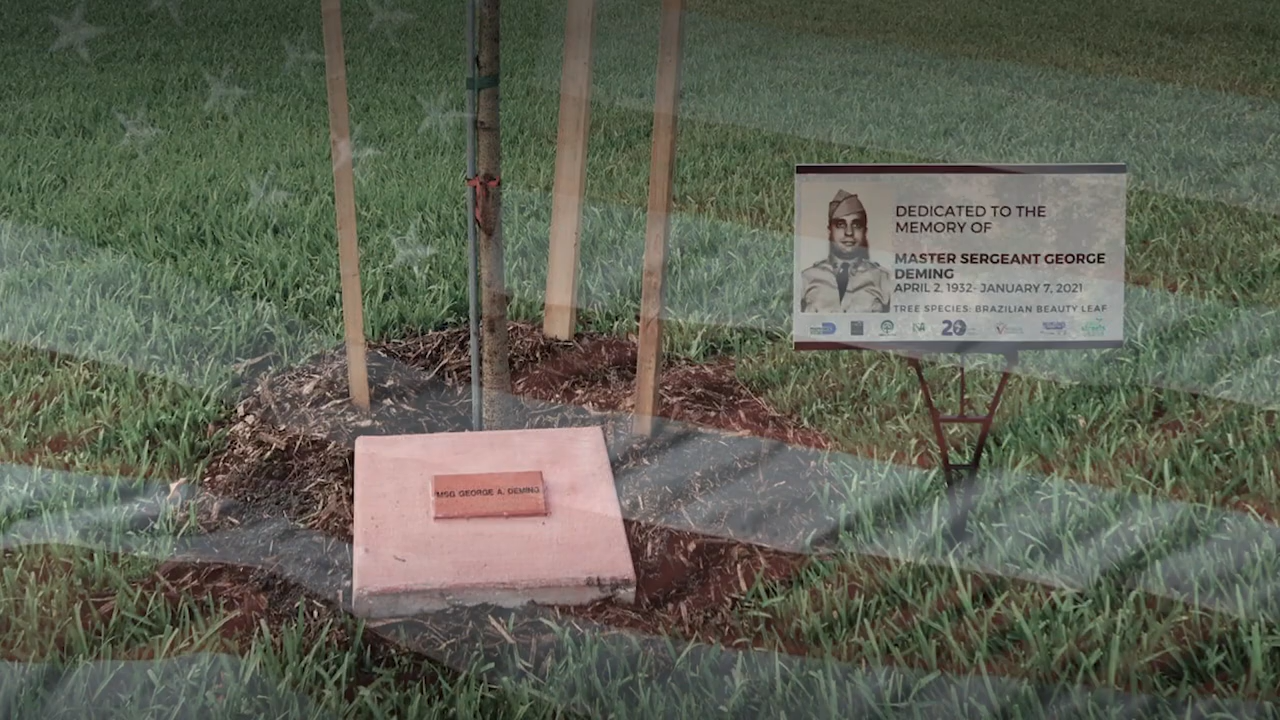 DEDICATED TO THE
MEMORY OF
MASTER SERGEANT GEORGE
DEMING
APRIL 2, 1932- JANUARY 7, 2021
TREE SPECIES: BRAZILIAN BEAUTY LEAF
20
MSG GEORGE A. DEMING